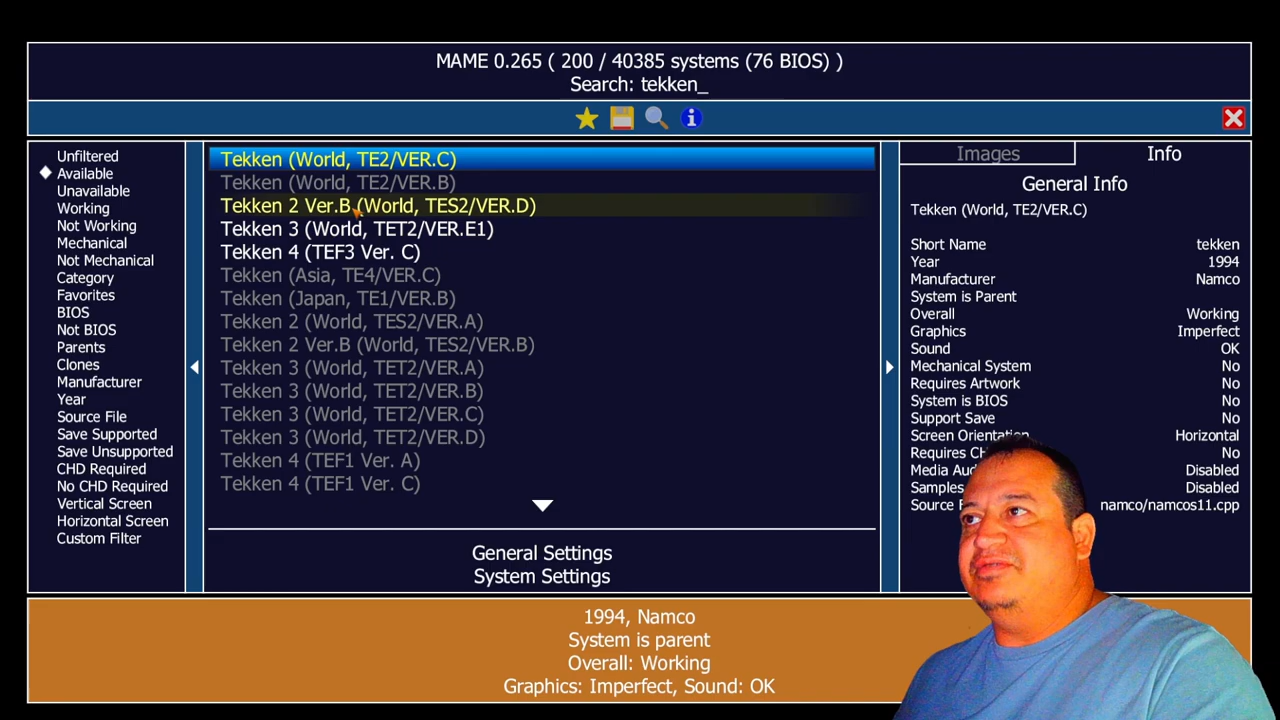 MAME 0.265 ( 200 / 40385 systems (76 BIOS) )
Search: tekken_
Unfiltered
Available
Unavailable
Working
Not Working
Mechanical
Not Mechanical
Category
Favorites
BIOS
Not BIOS
Parents
Clones
Manufacturer
Year
Source File
Save Supported
Save Unsupported
CHD Required
No CHD Required
Vertical Screen
Horizontal Screen
Custom Filter
Tekken (World, TE2/VER.C)
Tekken (World, TE2/VER.B)
Tekken 2 Ver.B (World, TES2/VER.D)
Tekken 3 (World, TET2/VER.E1)
Tekken 4 (TEF3 Ver. C)
Tekken (Asia, TE4/VER.C)
Tekken (Japan, TE1/VER.B)
Tekken 2 (World, TES2/VER.A)
Tekken 2 Ver.B (World, TES2/VER.B)
Tekken 3 (World, TET2/VER.A)
Tekken 3 (World, TET2/VER.B)
Tekken 3 (World, TET2/VER.C)
Tekken 3 (World, TET2/VER.D)
Tekken 4 (TEF1 Ver. A)
Tekken 4 (TEF1 Ver. C)
General Settings
System Settings
Images Info
General Info
Tekken (World, TE2/VER.C)
Short Name tekken
Year 1994
Manufacturer Namco
System is Parent
Overall Working
Graphics Imperfect
Sound OK
Mechanical System No
Requires Artwork No
System is BIOS No
Support Save No
Screen Orientation Horizontal
Requires CH No
Media Aud Disabled
Samples Disabled
Source namco/namcos11.cpp
1994, Namco
System is parent
Overall: Working
Graphics: Imperfect, Sound: OK